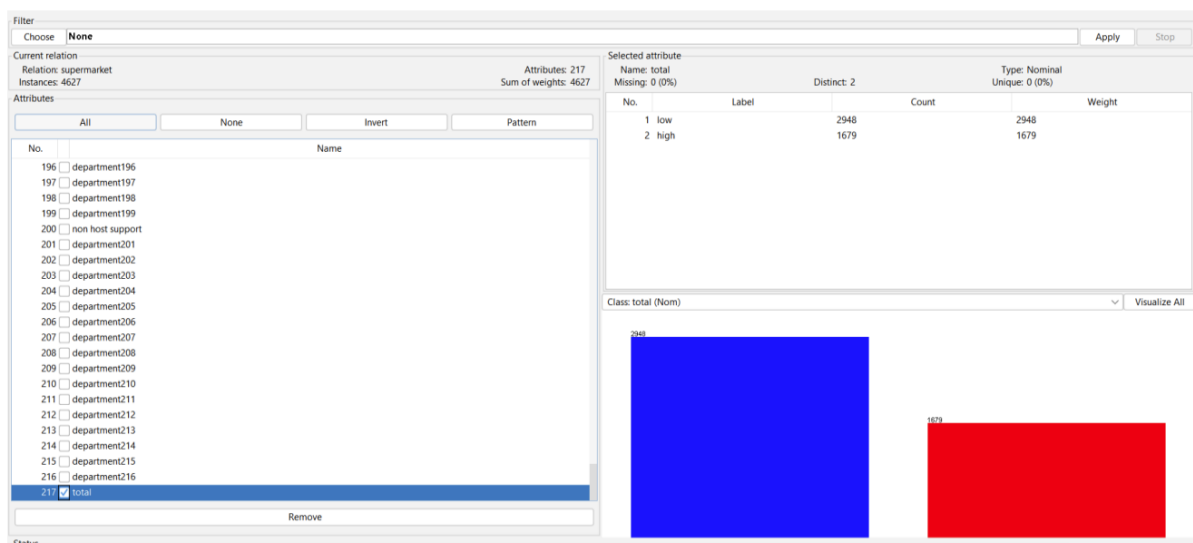 Filter
Choose None Apply Stop
Current relation
Relation: supermarket Attributes: 217
Instances: 4627 Sum of weights: 4627
Attributes
All None Invert Pattern
No. Name
196 department196
197 department197
198 department198
199 department199
200 non host support
201 department201
202 department202
203 department203
204 department204
205 department205
206 department206
207 department207
208 department208
209 department209
210 department210
211 department211
212 department212
213 department213
214 department214
215 department215
216 department216
217 total
Remove
Status
Selected attribute
Name: total Type: Nominal
Missing: 0 (0%) Distinct: 2 Unique: 0 (0%)
No. Label Count Weight
1 low 2948 2948
2 high 1679 1679
Class: total (Nom) Visualize All
2948
1679